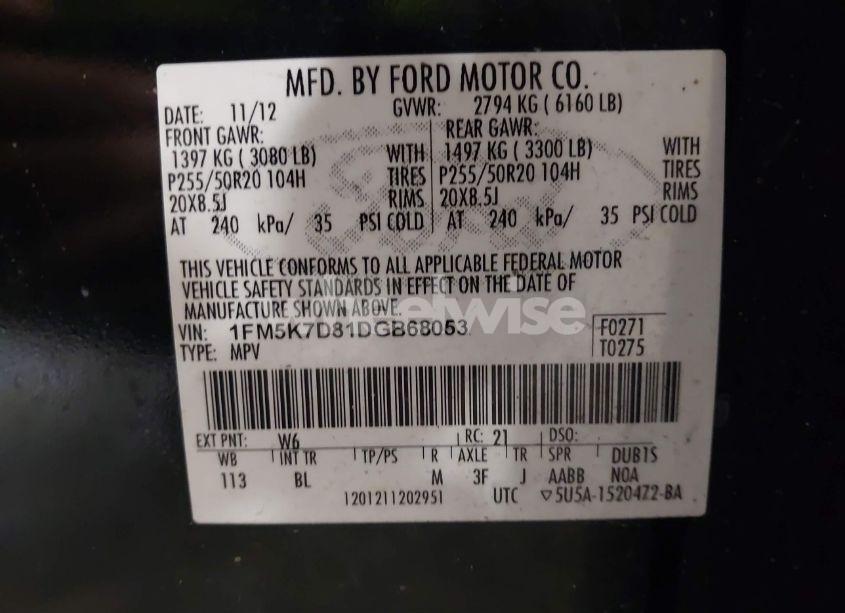 MFD. BY FORD MOTOR CO.
DATE: 11/12 GVWR: 2794 KG ( 6160 LB)
FRONT GAWR: REAR GAWR:
1397 KG ( 3080 LB) WITH 1497 KG ( 3300 LB) WITH
P255/50R20 104H TIRES P255/50R20 104H TIRES
20X8.5J RIMS 20X8.5J RIMS
AT 240 kPa/ 35 PSI COLD AT 240 kPa/ 35 PSI COLD
THIS VEHICLE CONFORMS TO ALL APPLICABLE FEDERAL MOTOR
VEHICLE SAFETY STANDARDS IN EFFECT ON THE DATE OF
MANUFACTURE SHOWN ABOVE.
VIN: 1FM5K7D81DGB68053 F0271
TYPE: MPV T0275
EXT PNT: W6 RC: 21 DSO:
WB INT TR TP/PS R AXLE TR SPR DUB1S
113 BL M 3F J AABB N0A
1201211202951 UTC ▽5U5A-1520472-BA